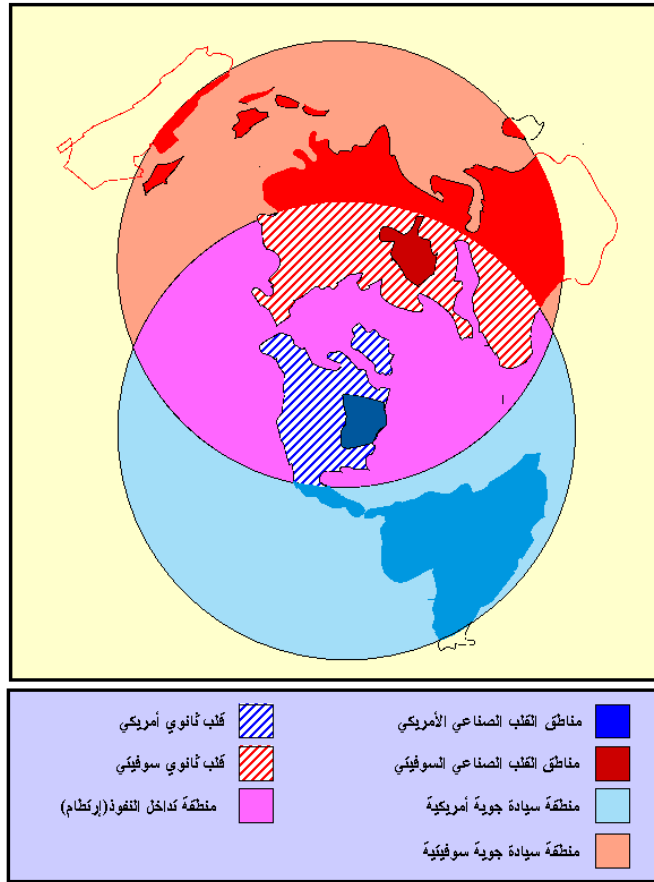 مناطق القلب الصناعي الأمريكي
مناطق القلب الصناعي السوفيتي
منطقة سيادة جوية أمريكية
منطقة سيادة جوية سوفيتية
قلب ثانوي أمريكي
قلب ثانوي سوفيتي
منطقة تداخل النفوذ(إرتطام)